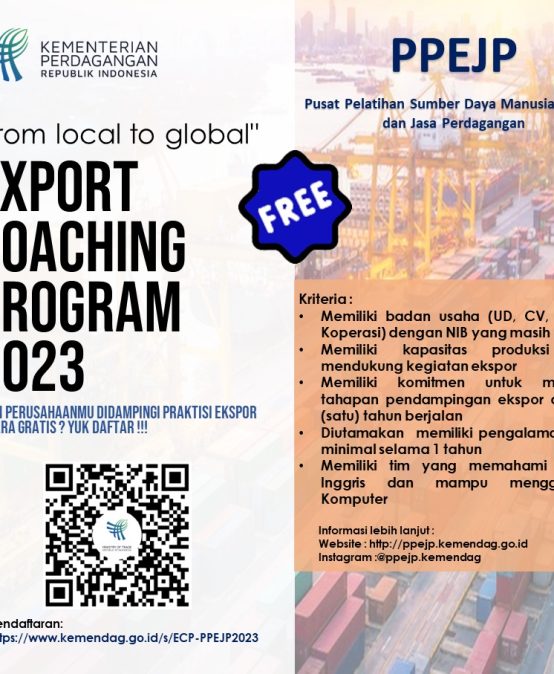 KEMENTERIAN
PERDAGANGAN
REPUBLIK INDONESIA
rom local to global"
XPORT
OACHING
ROGRAM
023
PERUSAHAANMU DIDAMPINGI PRAKTISI EKSPOR
RA GRATIS ? YUK DAFTAR !!!
MINISTRY OF TRADE
endaftaran:
ttps://www.kemendag.go.id/s/ECP-PPEJP2023
PPEJP
Pusat Pelatihan Sumber Daya Manusia
dan Jasa Perdagangan
FREE
Kriteria :
• Memiliki badan usaha (UD, CV,
Koperasi) dengan NIB yang masih
• Memiliki kapasitas produksi
mendukung kegiatan ekspor
• Memiliki komitmen untuk m
tahapan pendampingan ekspor
(satu) tahun berjalan
• Diutamakan memiliki pengalama
minimal selama 1 tahun
• Memiliki tim yang memahami
Inggris dan mampu mengg
Komputer
Informasi lebih lanjut :
Website : http://ppejp.kemendag.go.id
Instagram :@ppejp.kemendag